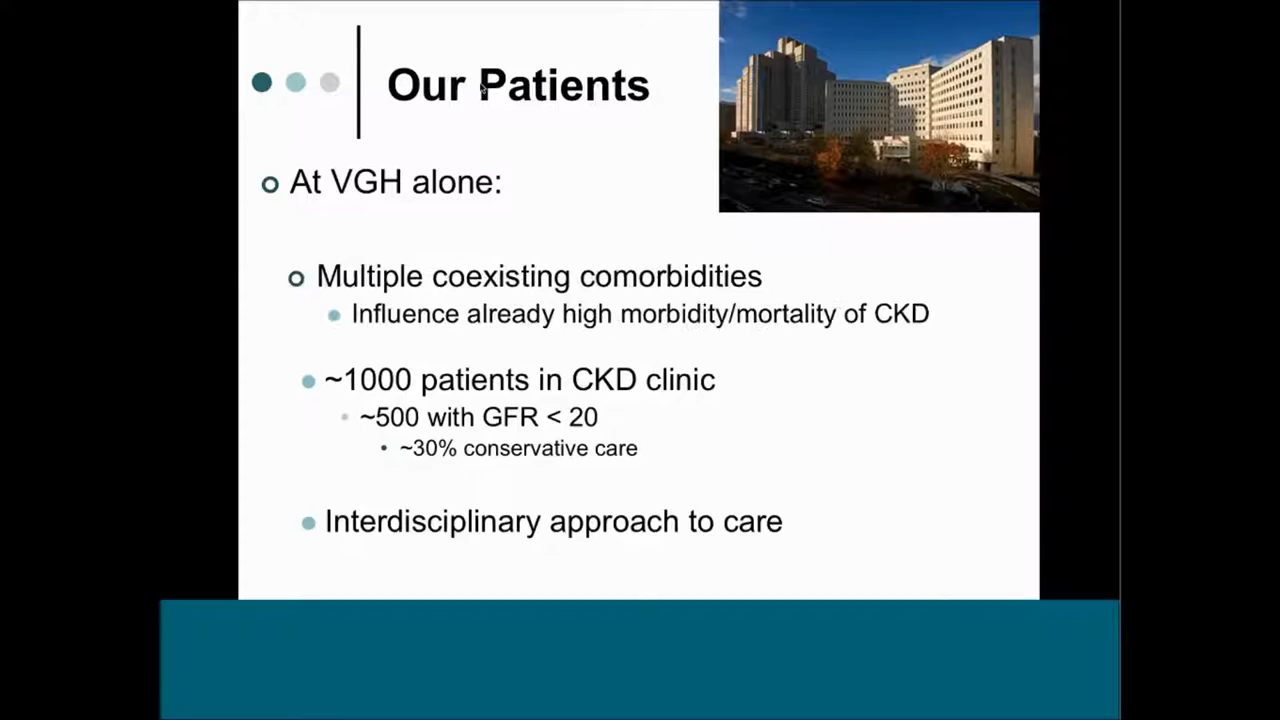 Our Patients
At VGH alone:
Multiple coexisting comorbidities
Influence already high morbidity/mortality of CKD
~1000 patients in CKD clinic
~500 with GFR < 20
~30% conservative care
Interdisciplinary approach to care